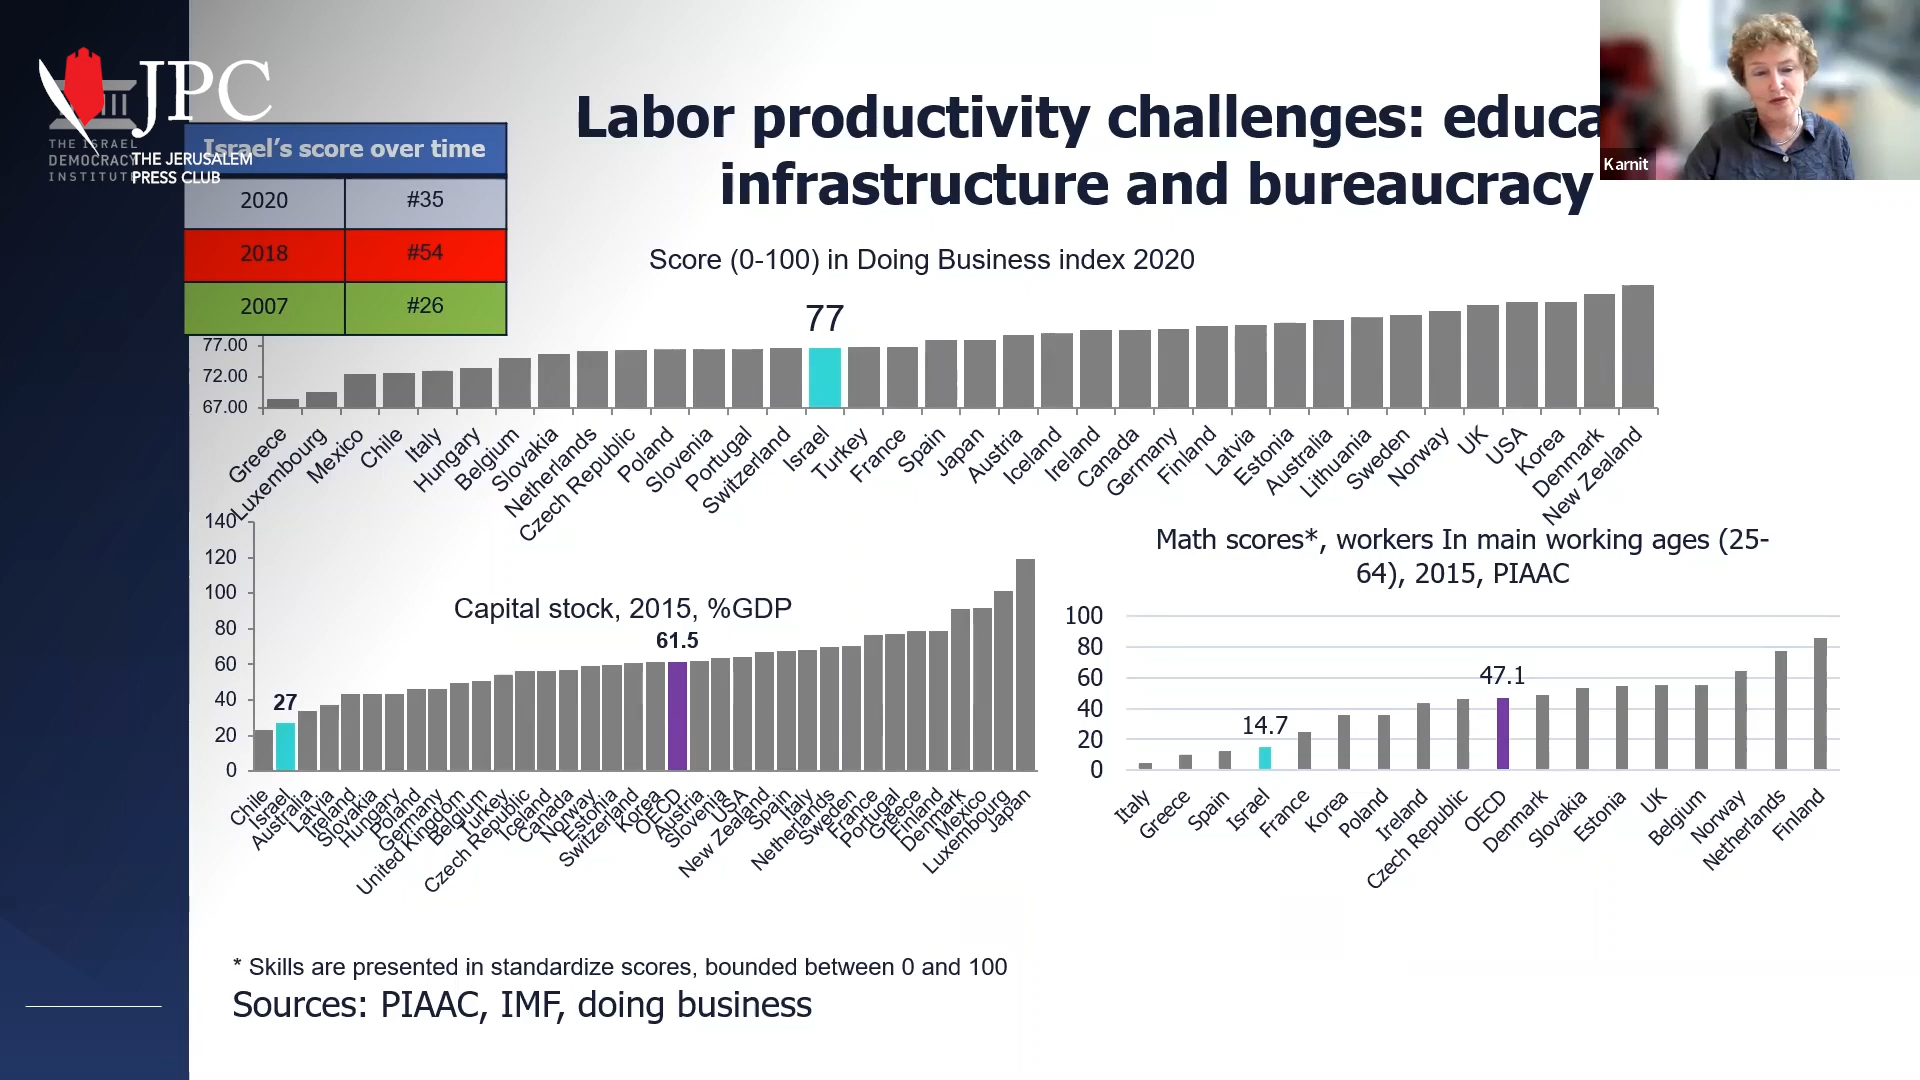 JPC
THE ISRAEL
DEMOCRACY
INSTITUTE
THE JERUSALEM
PRESS CLUB
Labor productivity challenges: educa
infrastructure and bureaucracy
Karnit
Israel's score over time
2020 #35
2018 #54
2007 #26
Score (0-100) in Doing Business index 2020
77
77.00
72.00
67.00
Greece Luxembourg Mexico Chile Italy Hungary Belgium Slovakia Netherlands Czech Republic Poland Slovenia Portugal Switzerland Israel Turkey France Spain Japan Austria Iceland Ireland Canada Germany Finland Latvia Estonia Australia Lithuania Sweden Norway UK USA Korea Denmark New Zealand
Capital stock, 2015, %GDP
140
120
100
80
60
40
20
0
27
61.5
Chile Israel Australia Latvia Ireland Slovakia Hungary Poland Germany United Kingdom Belgium Turkey Czech Republic Iceland Canada Norway Estonia Switzerland Korea OECD Austria Slovenia USA New Zealand Spain Italy Netherlands Sweden France Portugal Greece Finland Denmark Mexico Luxembourg Japan
Math scores*, workers In main working ages (25-
64), 2015, PIAAC
100
80
60
40
20
0
14.7
47.1
Italy Greece Spain Israel France Korea Poland Ireland Czech Republic OECD Denmark Slovakia Estonia UK Belgium Norway Netherlands Finland
* Skills are presented in standardize scores, bounded between 0 and 100
Sources: PIAAC, IMF, doing business